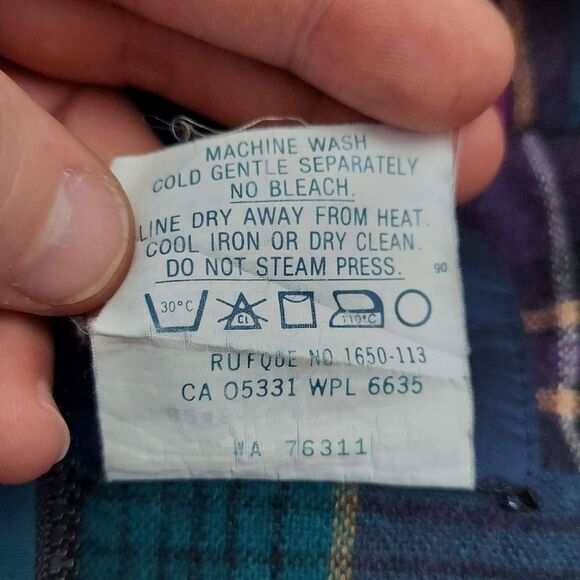 MACHINE WASH
COLD GENTLE SEPARATELY
NO BLEACH.
LINE DRY AWAY FROM HEAT.
COOL IRON OR DRY CLEAN.
DO NOT STEAM PRESS. 90
30°C CL 110°C
RUFQUE NO 1650-113
CA 05331 WPL 6635
WA 76311